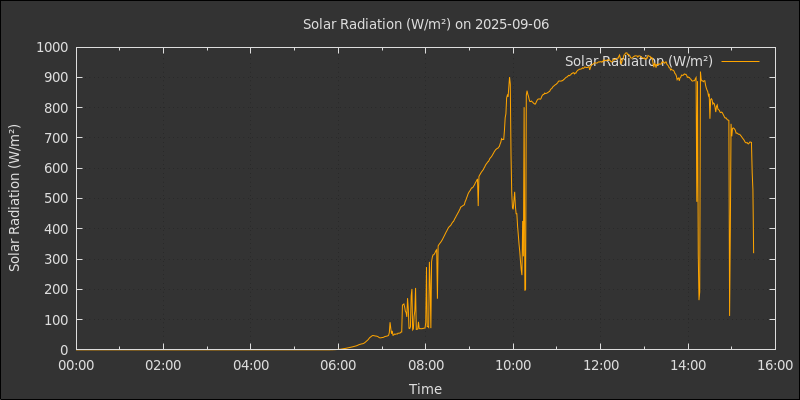 Solar Radiation (W/m²) on 2025-09-06
Solar Radiation (W/m²)
1000
900
800
700
600
500
400
300
200
100
0
Solar Radiation (W/m²)
00:00 02:00 04:00 06:00 08:00 10:00 12:00 14:00 16:00
Time